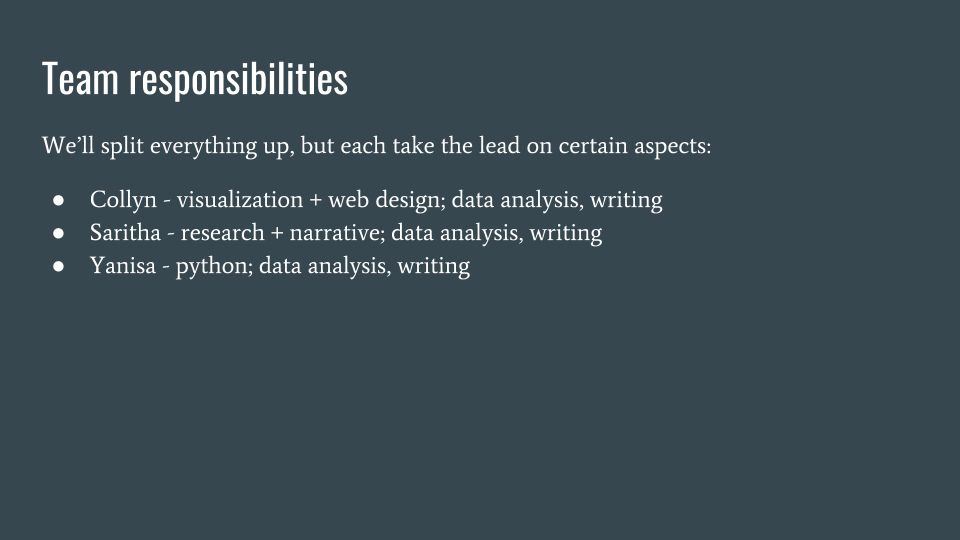 Team responsibilities
We’ll split everything up, but each take the lead on certain aspects:
● Collyn - visualization + web design; data analysis, writing
● Saritha - research + narrative; data analysis, writing
● Yanisa - python; data analysis, writing